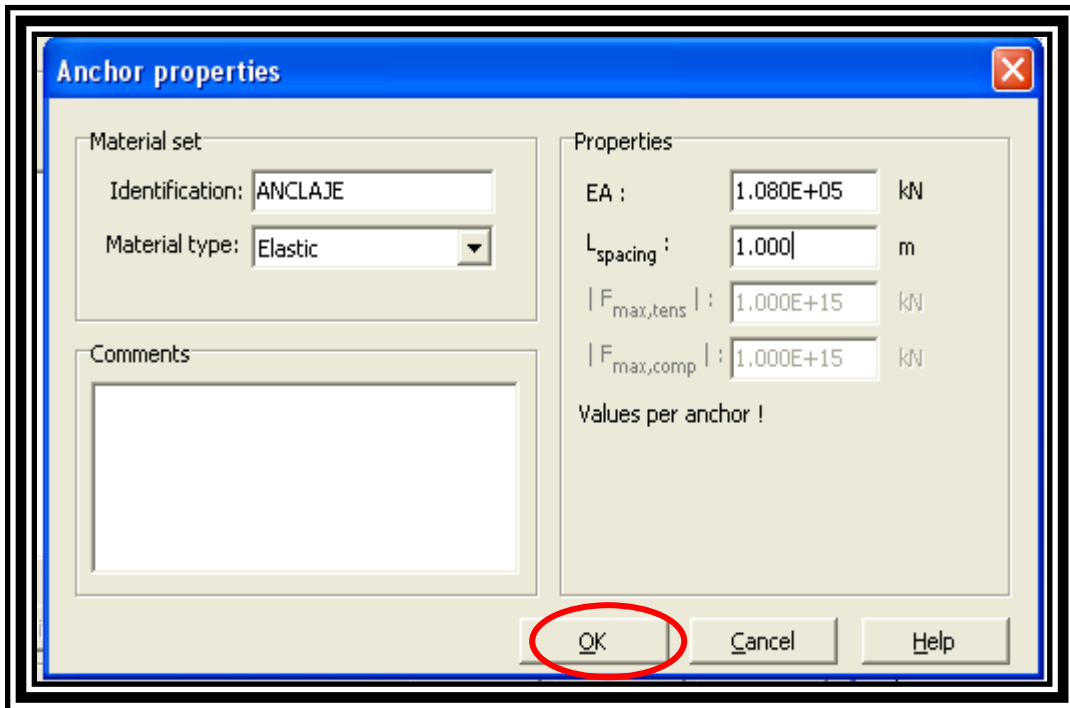 Anchor properties
Material set
Identification: ANCLAJE
Material type: Elastic
Comments
Properties
EA : 1.080E+05 kN
Lspacing : 1.000 m
|Fmax,tens| : 1.000E+15 kN
|Fmax,comp| : 1.000E+15 kN
Values per anchor !
OK Cancel Help